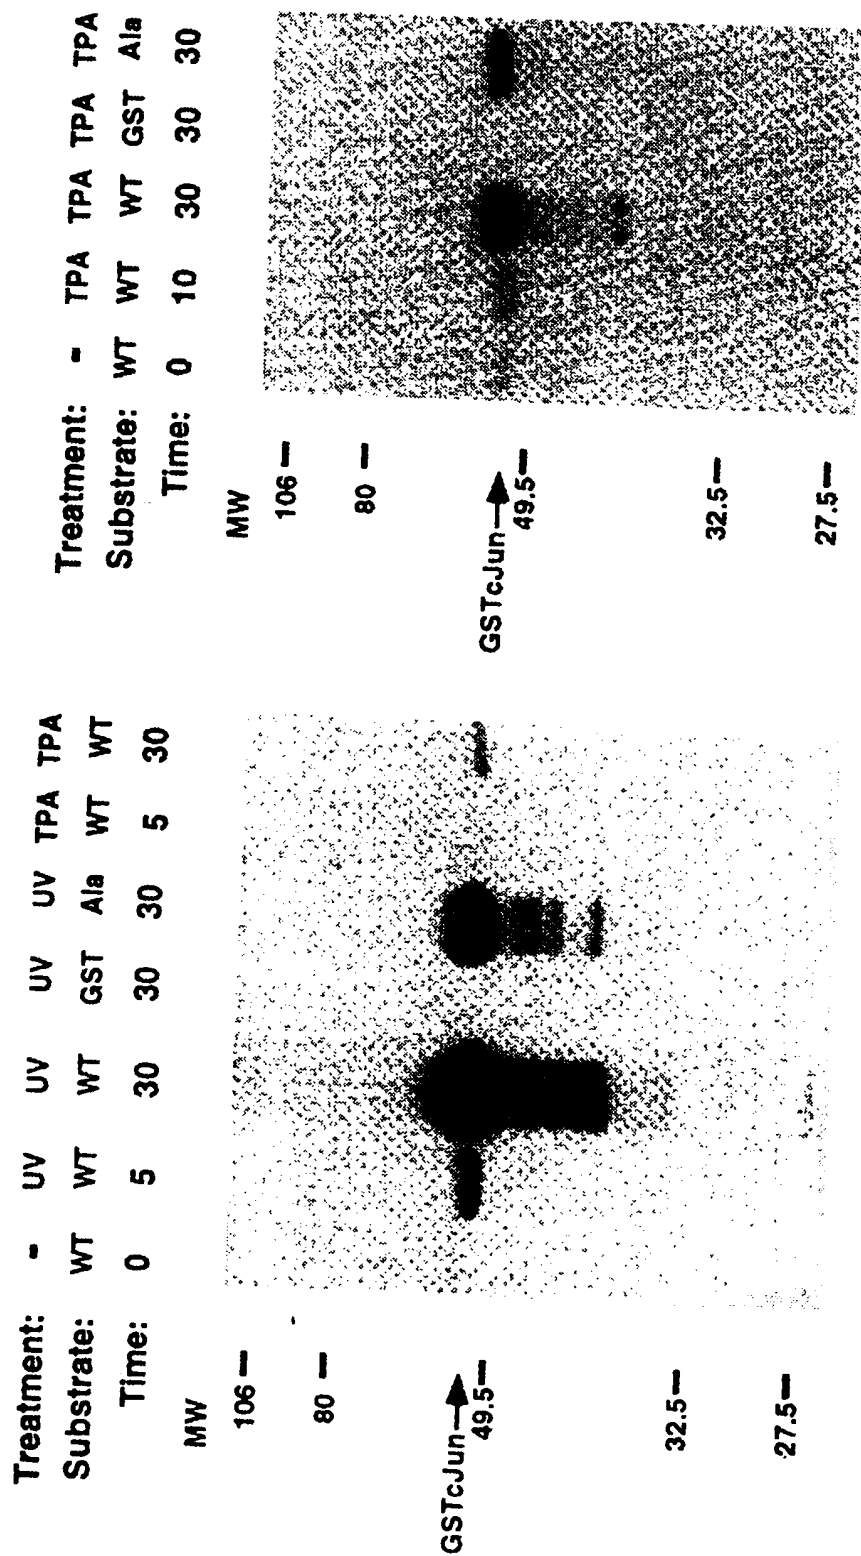 Treatment: - UV UV UV UV TPA TPA
Substrate: WT WT WT GST Ala WT WT
Time: 0 5 30 30 30 5 30
MW
106
80
GSTcJun
49.5
32.5
27.5
Treatment: - TPA TPA TPA TPA
Substrate: WT WT WT GST Ala
Time: 0 10 30 30 30
MW
106
80
GSTcJun
49.5
32.5
27.5